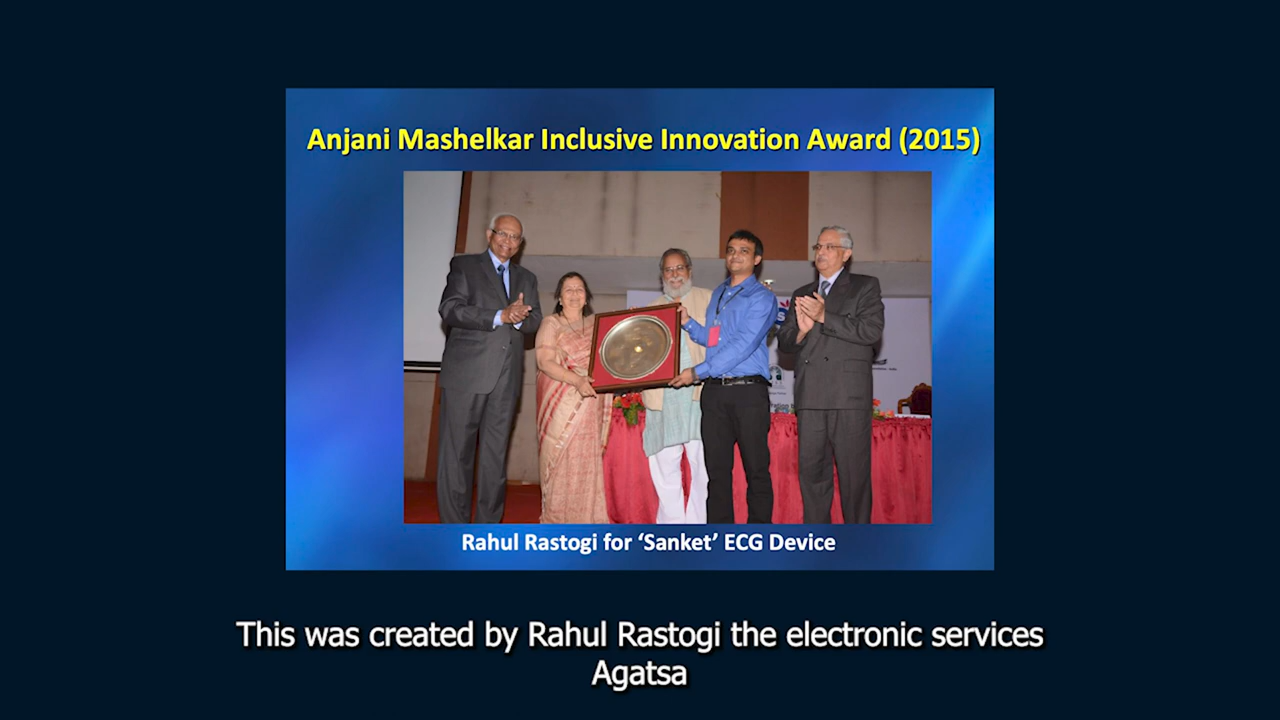 Anjani Mashelkar Inclusive Innovation Award (2015)
Rahul Rastogi for ‘Sanket’ ECG Device
This was created by Rahul Rastogi the electronic services
Agatsa